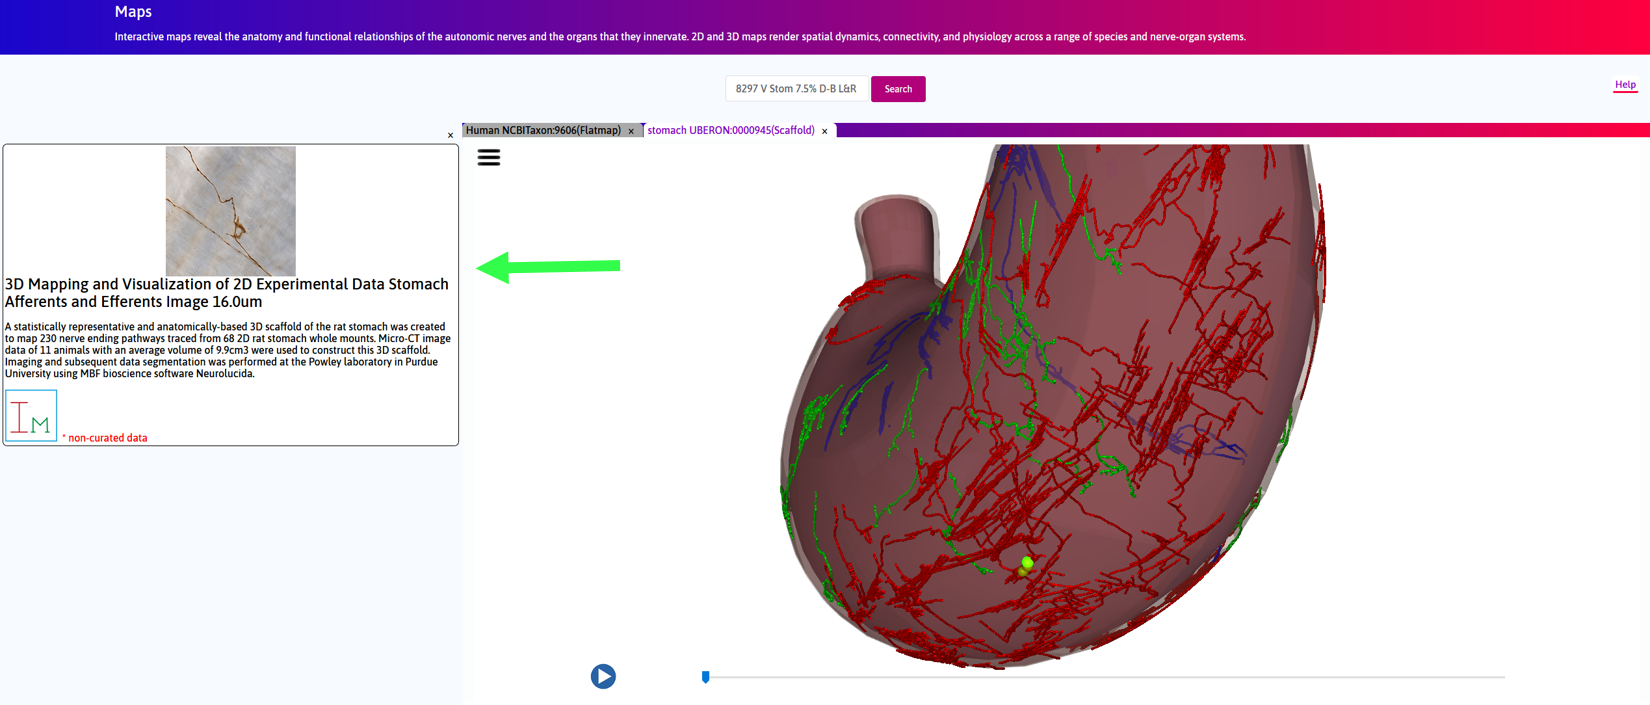 Maps
Interactive maps reveal the anatomy and functional relationships of the autonomic nerves and the organs that they innervate. 2D and 3D maps render spatial dynamics, connectivity, and physiology across a range of species and nerve-organ systems.
8297 V Stom 7.5% D-B L&R
Search
Help
x
Human NCBITaxon:9606(Flatmap) x
stomach UBERON:0000945(Scaffold) x
3D Mapping and Visualization of 2D Experimental Data Stomach
Afferents and Efferents Image 16.0um
A statistically representative and anatomically-based 3D scaffold of the rat stomach was created
to map 230 nerve ending pathways traced from 68 2D rat stomach whole mounts. Micro-CT image
data of 11 animals with an average volume of 9.9cm3 were used to construct this 3D scaffold.
Imaging and subsequent data segmentation was performed at the Powley laboratory in Purdue
University using MBF bioscience software Neurolucida.
IM
* non-curated data